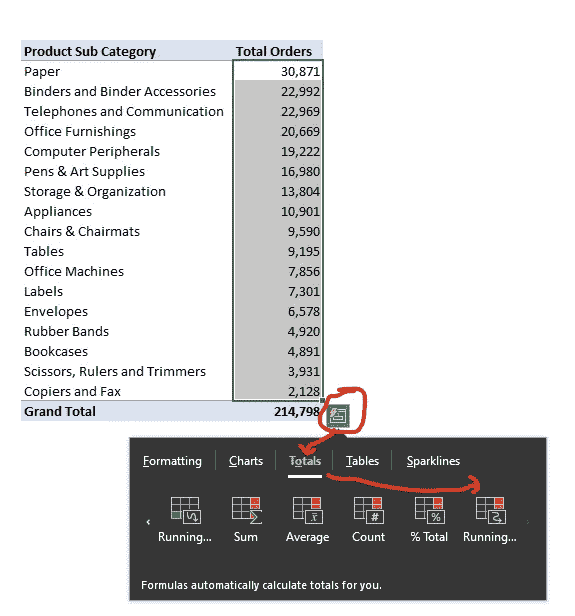 Product Sub Category Total Orders
Paper 30,871
Binders and Binder Accessories 22,992
Telephones and Communication 22,969
Office Furnishings 20,669
Computer Peripherals 19,222
Pens & Art Supplies 16,980
Storage & Organization 13,804
Appliances 10,901
Chairs & Chairmats 9,590
Tables 9,195
Office Machines 7,856
Labels 7,301
Envelopes 6,578
Rubber Bands 4,920
Bookcases 4,891
Scissors, Rulers and Trimmers 3,931
Copiers and Fax 2,128
Grand Total 214,798
Formatting Charts Totals Tables Sparklines
Running... Sum Average Count % Total Running...
Formulas automatically calculate totals for you.